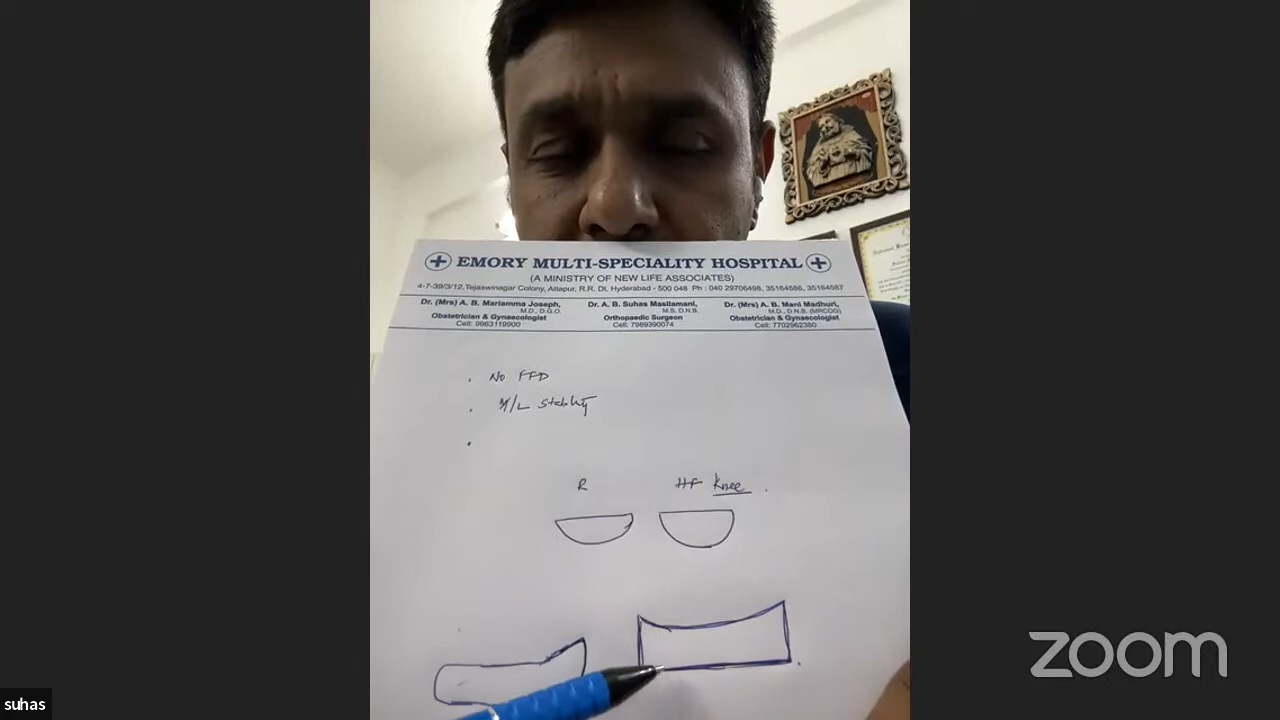 EMORY MULTI-SPECIALITY HOSPITAL
(A MINISTRY OF NEW LIFE ASSOCIATES)
4-7-39/3/12, Tejaswinagar Colony, Attapur, R.R. Dt. Hyderabad - 500 048 Ph : 040 29706498, 35164586, 35164587
Dr. (Mrs) A. B. Mariamma Joseph,
M.D., D.G.O.
Obstetrician & Gynaecologist
Cell: 9963119900
Dr. A. B. Suhas Masilamani,
M.S. D.N.B.
Orthopaedic Surgeon
Cell: 7969390074
Dr. (Mrs) A. B. Mani Madhuri,
M.D., D.N.B. (MRCOG)
Obstetrician & Gynaecologist
Cell: 7702962380
. No FFD
. M/L Stability
.
R
HF Knee .
zoom
suhas